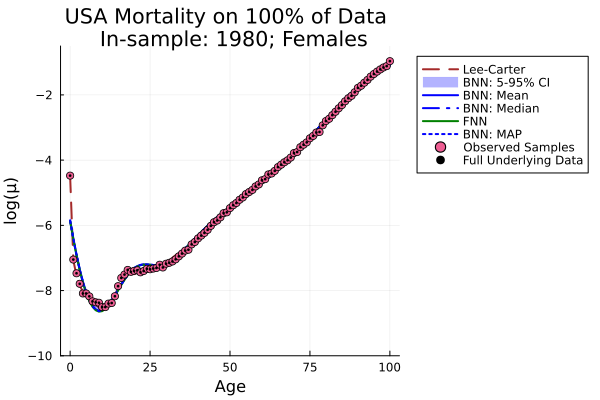 USA Mortality on 100% of Data
In-sample: 1980; Females
Lee-Carter
BNN: 5-95% CI
BNN: Mean
BNN: Median
FNN
BNN: MAP
Observed Samples
Full Underlying Data
log(μ)
−2
−4
−6
−8
−10
0
25
50
75
100
Age